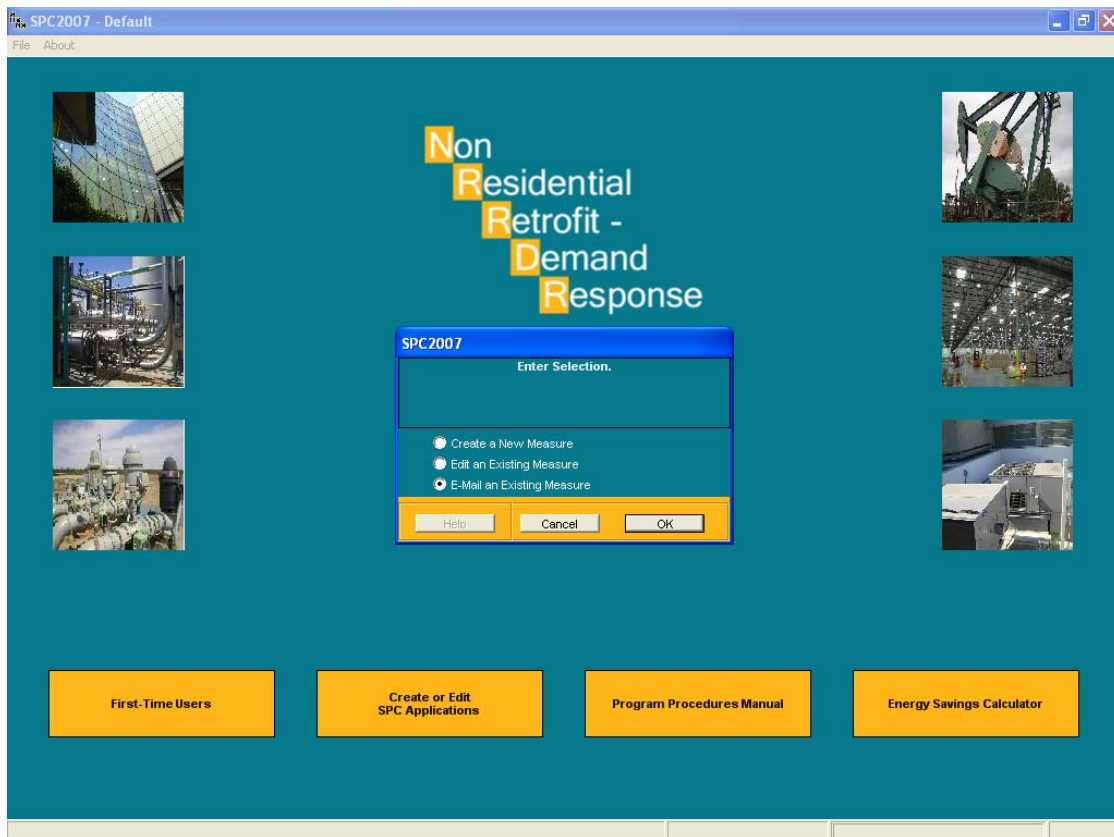 SPC2007 - Default
File About
Non
Residential
Retrofit -
Demand
Response
SPC2007
Enter Selection.
Create a New Measure
Edit an Existing Measure
E-Mail an Existing Measure
Help Cancel OK
First-Time Users
Create or Edit
SPC Applications
Program Procedures Manual
Energy Savings Calculator